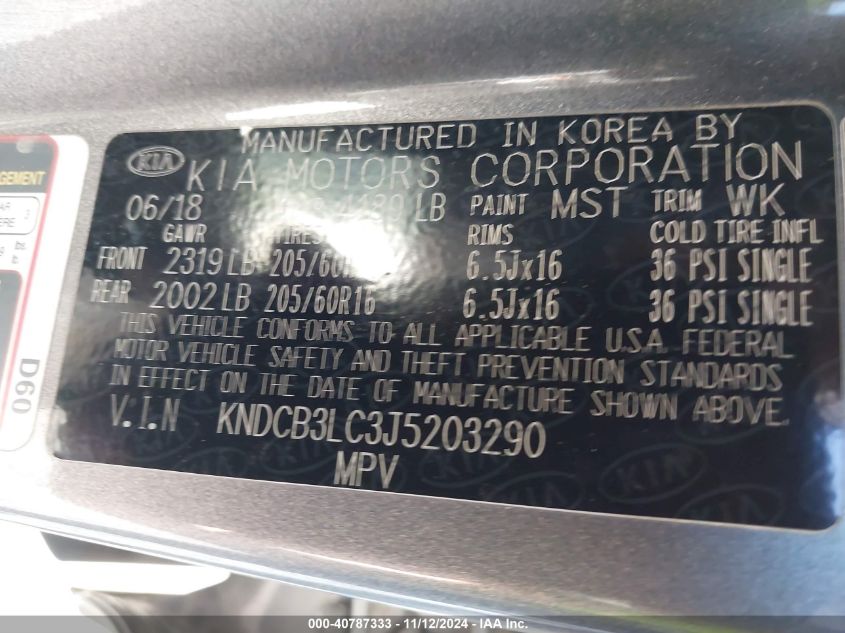 MANUFACTURED IN KOREA BY
KIA KIA MOTORS CORPORATION
06/18 LB PAINT MST TRIM WK
GAWR RIMS COLD TIRE INFL
FRONT 2319 LB 6.5Jx16 36 PSI SINGLE
REAR 2002 LB 205/60R16 6.5Jx16 36 PSI SINGLE
THIS VEHICLE CONFORMS TO ALL APPLICABLE U.S.A. FEDERAL
MOTOR VEHICLE SAFETY AND THEFT PREVENTION STANDARDS
IN EFFECT ON THE DATE OF MANUFACTURE SHOWN ABOVE.
V.I.N KNDCB3LC3J5203290
MPV
D60
000-40787333 - 11/12/2024 - IAA Inc.